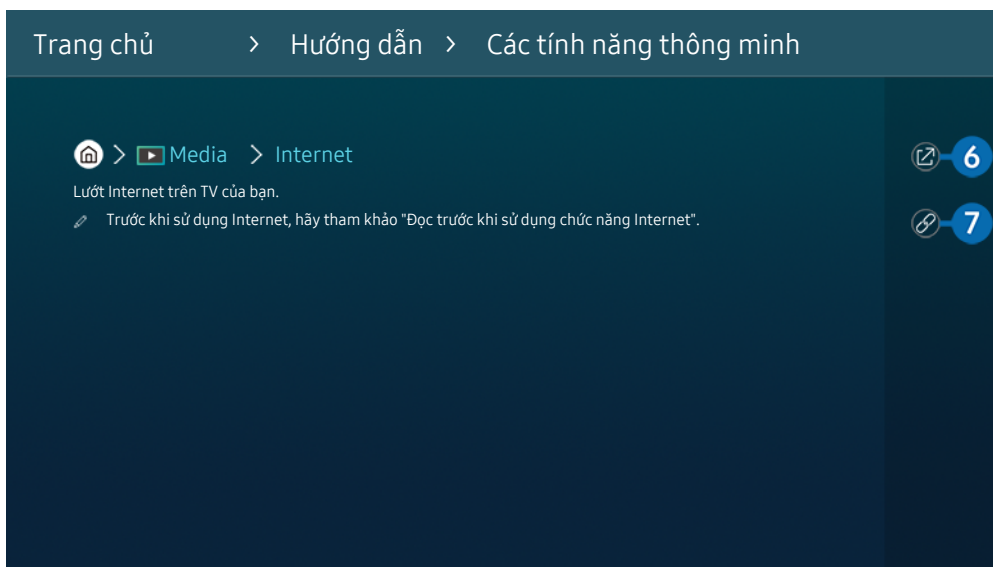 Trang chủ > Hướng dẫn > Các tính năng thông minh
> Media > Internet
6
Lướt Internet trên TV của bạn.
Trước khi sử dụng Internet, hãy tham khảo "Đọc trước khi sử dụng chức năng Internet".
7